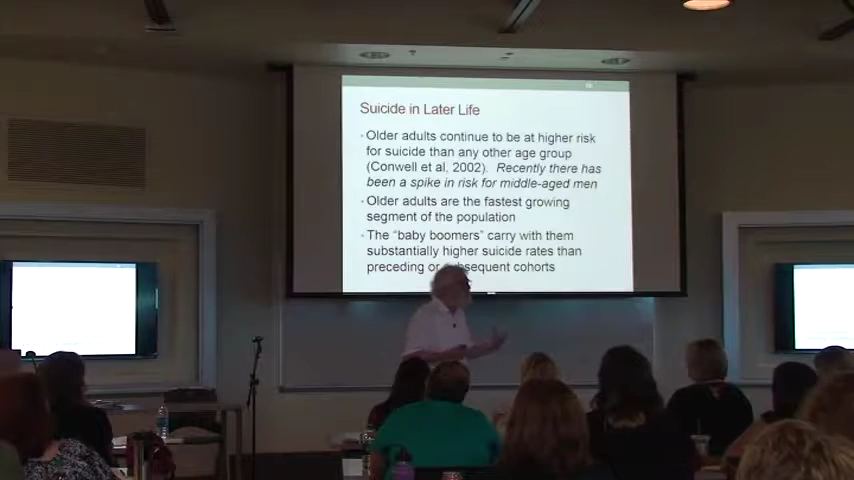 Suicide in Later Life
Older adults continue to be at higher risk
for suicide than any other age group
(Conwell et al, 2002). Recently there has
been a spike in risk for middle-aged men
Older adults are the fastest growing
segment of the population
The “baby boomers” carry with them
substantially higher suicide rates than
preceding or subsequent cohorts